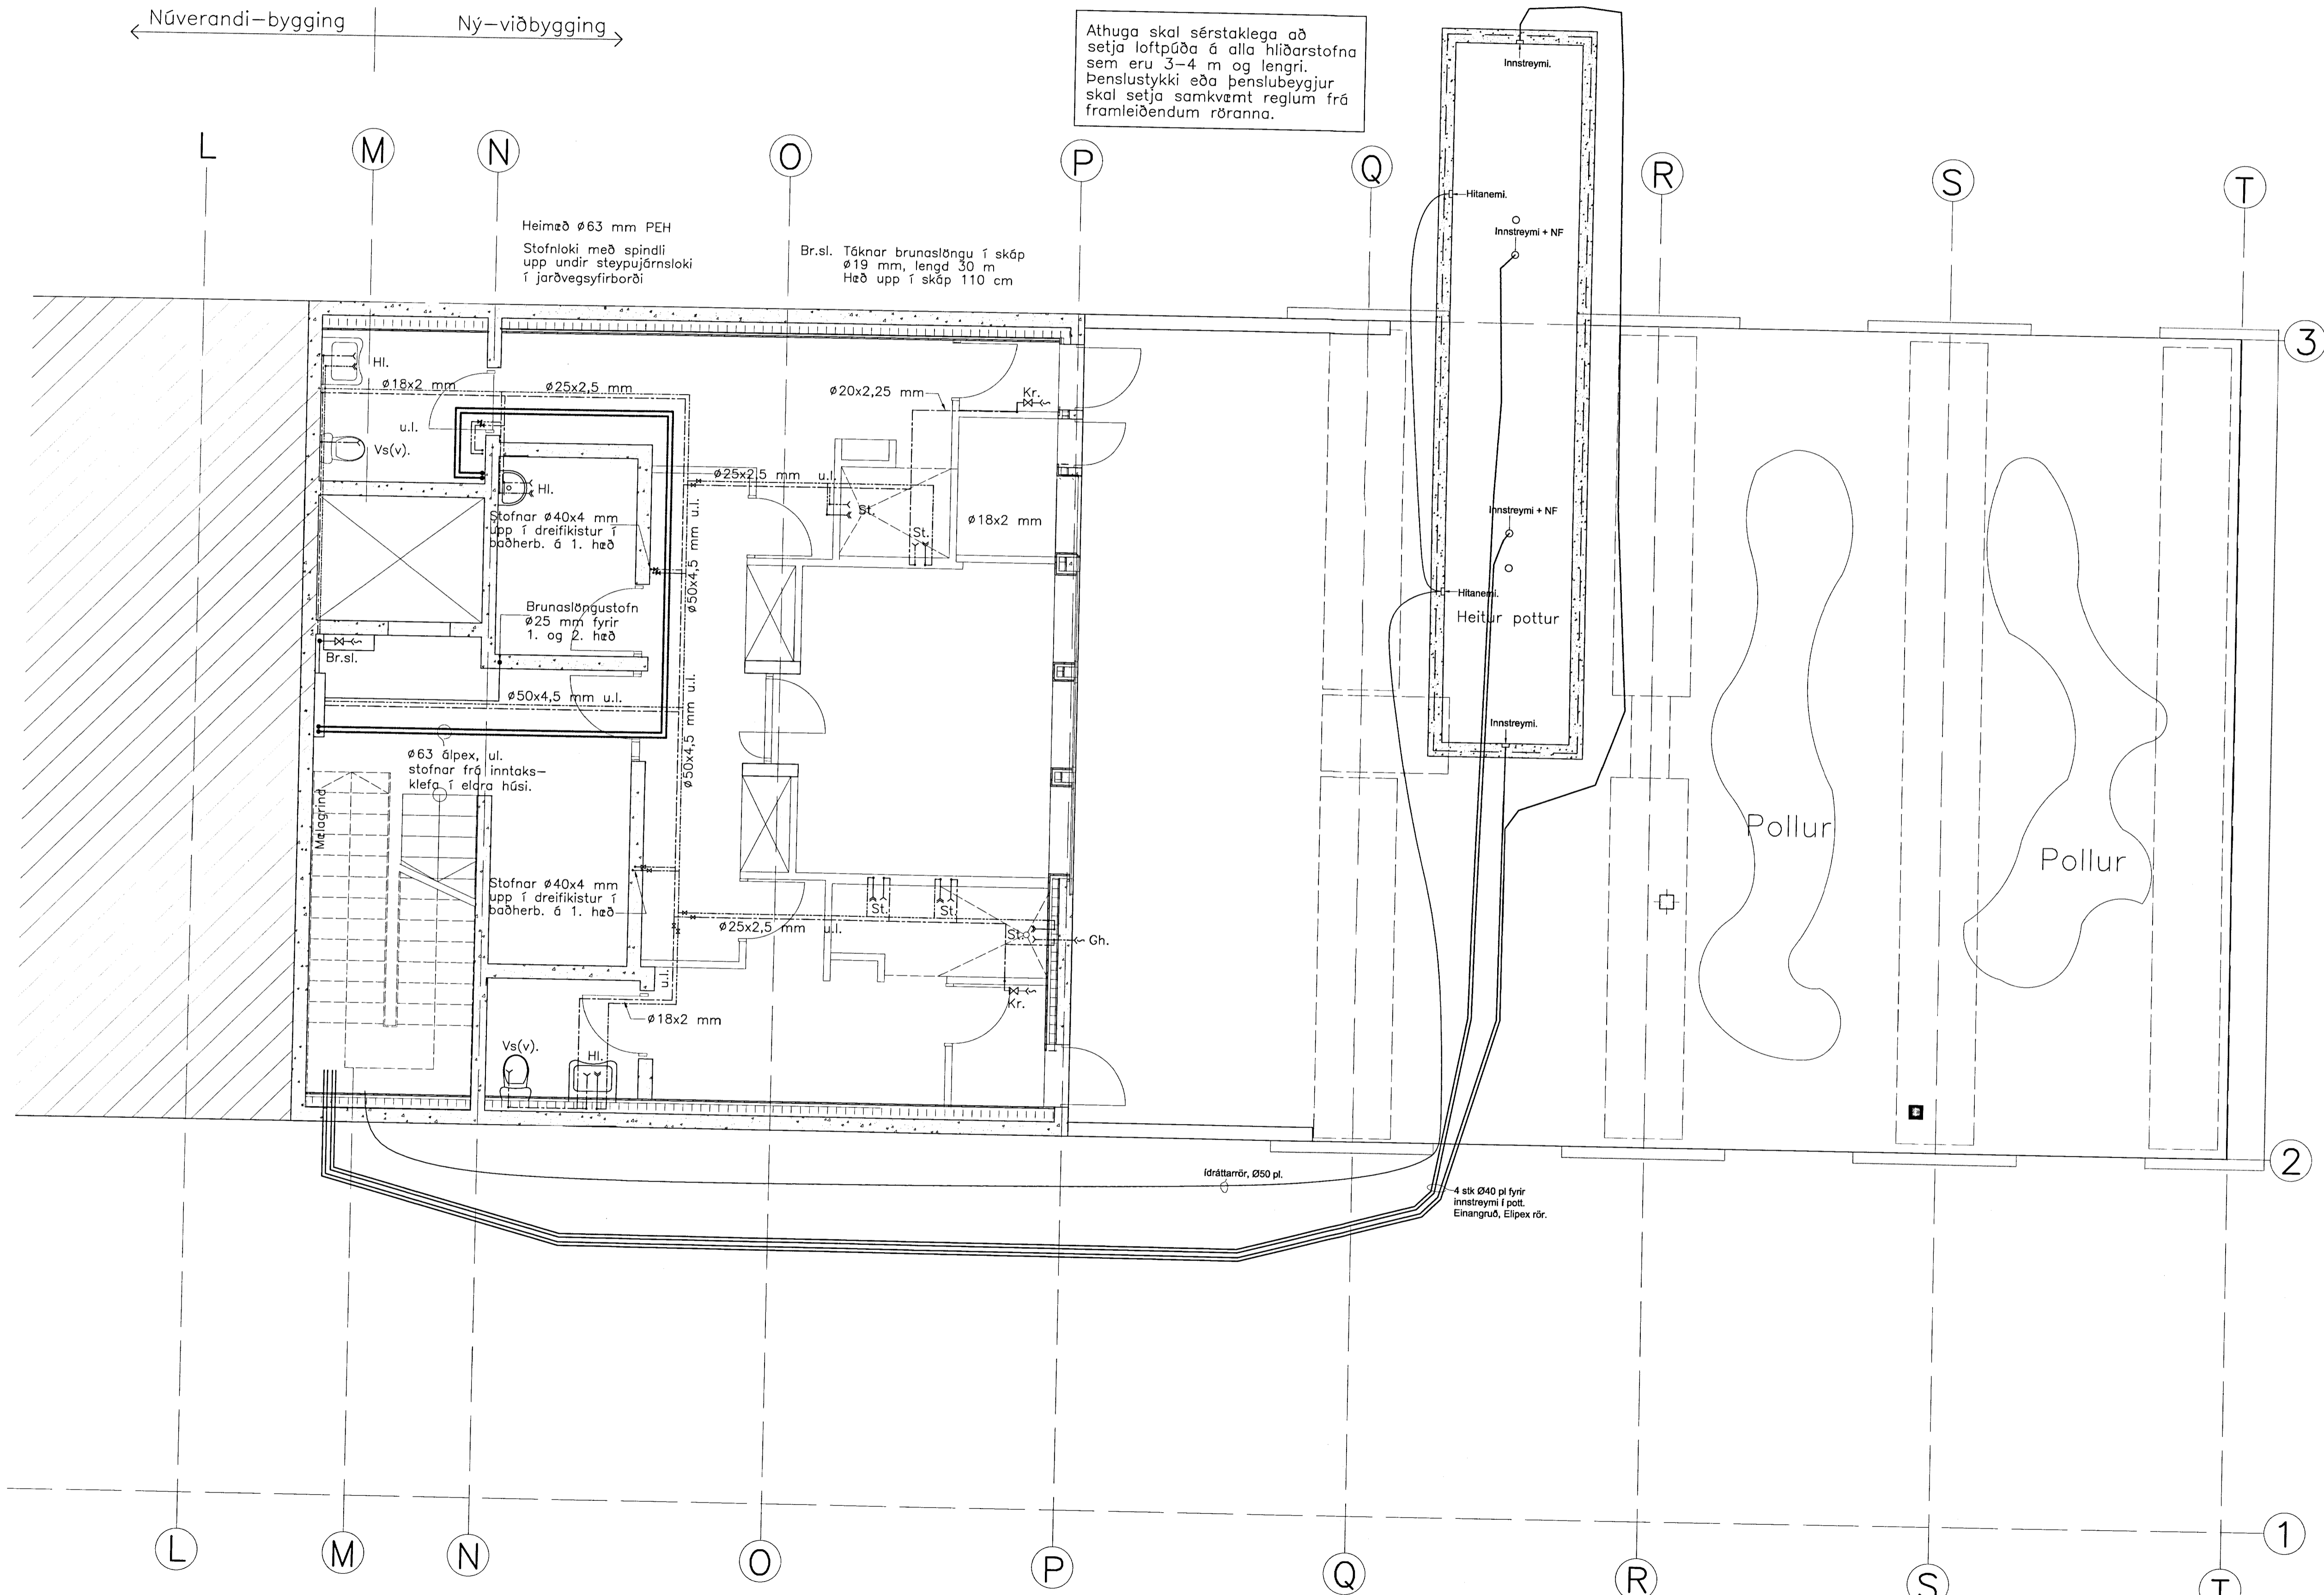 Núverandi-bygging
Ný-viðbygging
Athuga skal sérstaklega að
setja loftpúða á alla hliðarstofna
sem eru 3-4 m og lengri.
Þenslustykki eða þenslubeygjur
skal setja samkvæmt reglum frá
framleiðendum röranna.
L
M
N
O
P
Q
R
S
T
Heimæð ø63 mm PEH
Stofnloki með spindli
upp undir steypujárnsloki
í jarðvegsyfirborði
Br.sl. Táknar brunaslöngu í skáp
ø19 mm, lengd 30 m
Hæð upp í skáp 110 cm
Innstreymi.
Hitanemi.
Innstreymi + NF
3
Hl.
ø18x2 mm
ø25x2,5 mm
ø20x2,25 mm
Kr.
u.l.
Vs(v).
ø25x2,5 mm u.l.
Hl.
St.
St.
ø18x2 mm
Stofnar ø40x4 mm
upp í dreifikistur í
baðherb. á 1. hæð
ø50x4,5 mm u.l.
Innstreymi + NF
Hitanemi.
Heitur pottur
Brunaslöngustofn
ø25 mm fyrir
1. og 2. hæð
Br.sl.
ø50x4,5 mm u.l.
ø50x4,5 mm u.l.
Innstreymi.
ø63 álpex, ul.
stofnar frá inntaks-
klefa í eldra húsi.
Mælagrind
Pollur
Pollur
Stofnar ø40x4 mm
upp í dreifikistur í
baðherb. á 1. hæð
St.
St.
ø25x2,5 mm u.l.
St.
Gh.
u.l.
Kr.
ø18x2 mm
Vs(v).
Hl.
2
ídráttarrör, Ø50 pl.
4 stk Ø40 pl fyrir
innstreymi í pott.
Einangruð, Elipex rör.
1
L
M
N
O
P
Q
R
S
T